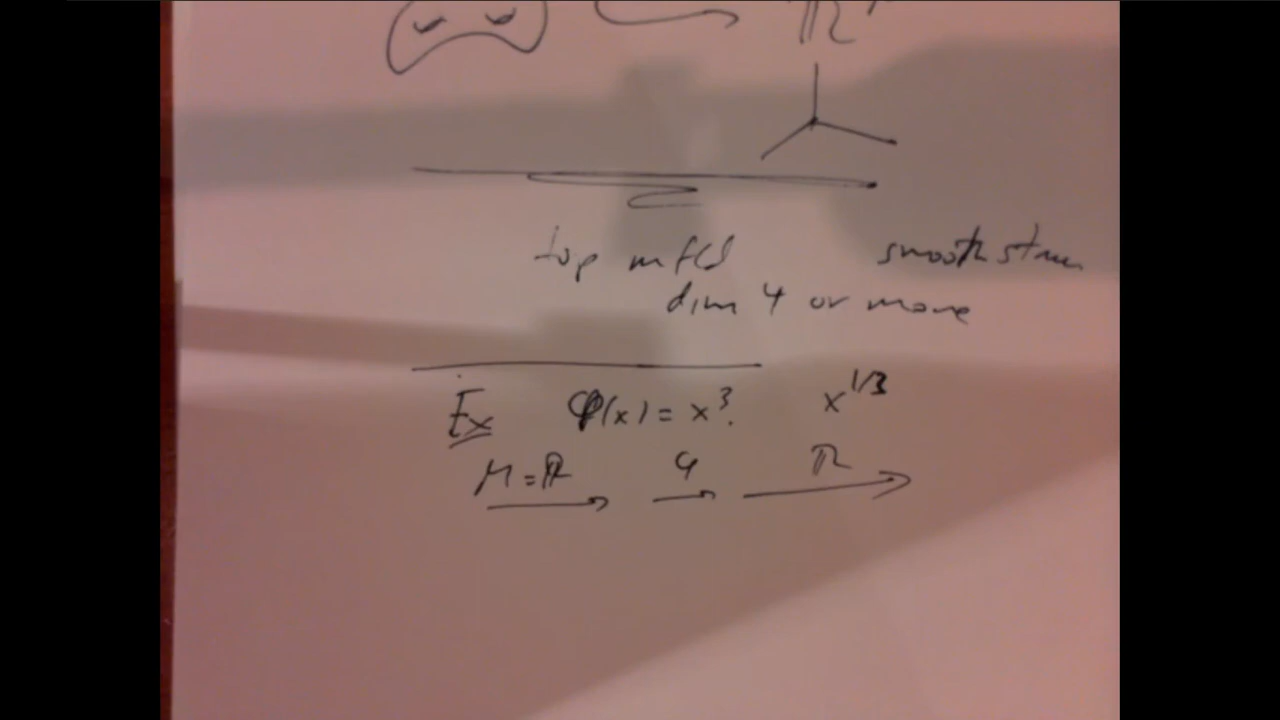 ℝ
top mfld smooth struc
dim 4 or more
Ex φ(x) = x³. x^{1/3}
M = ℝ φ ℝ